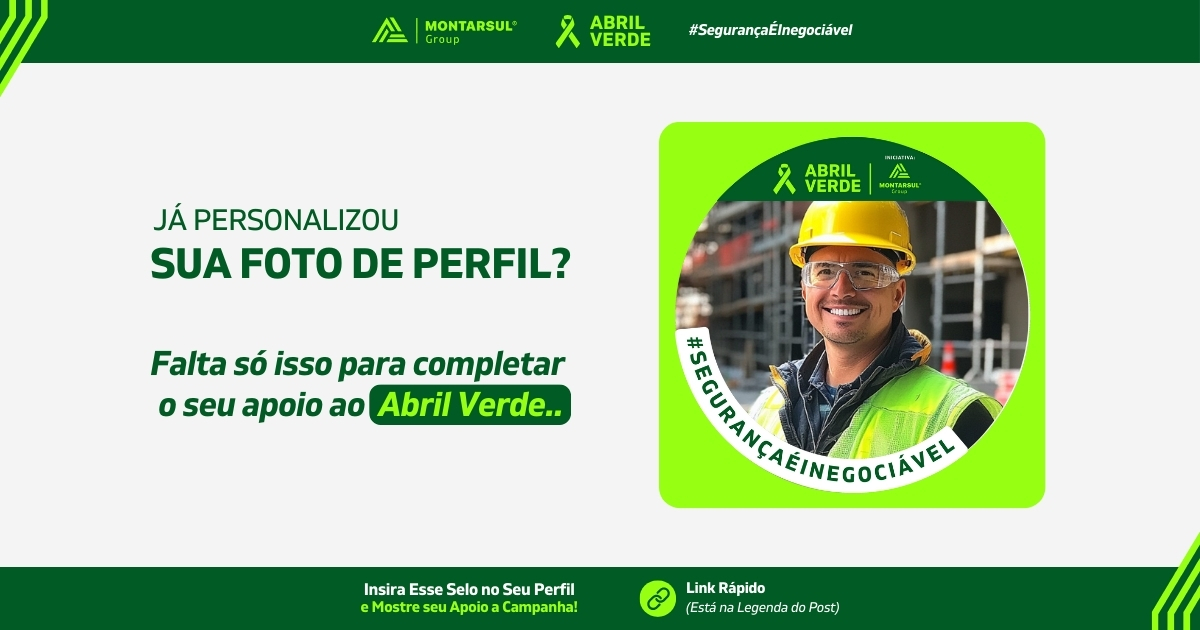 MONTARSUL®
Group
ABRIL
VERDE
#SegurançaÉInegociável
JÁ PERSONALIZOU
SUA FOTO DE PERFIL?
Falta só isso para completar
o seu apoio ao Abril Verde..
ABRIL
VERDE
INICIATIVA:
MONTARSUL®
Group
#SEGURANÇAÉINEGOCIÁVEL
Insira Esse Selo no Seu Perfil
e Mostre seu Apoio a Campanha!
Link Rápido
(Está na Legenda do Post)